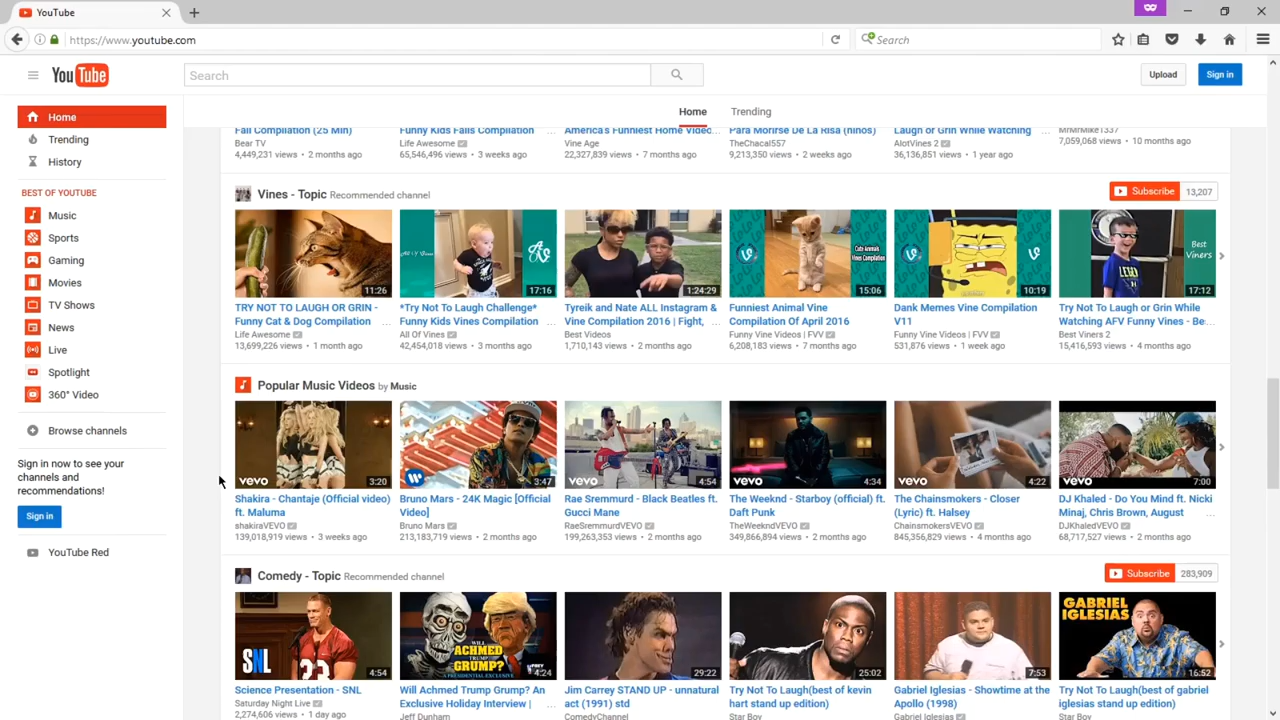 YouTube
https://www.youtube.com
Search
YouTube
Search
Upload
Sign in
Home
Trending
Home
Trending
History
BEST OF YOUTUBE
Music
Sports
Gaming
Movies
TV Shows
News
Live
Spotlight
360° Video
Browse channels
Sign in now to see your
channels and
recommendations!
Sign in
YouTube Red
Fall Compilation (25 Min)
Bear TV
4,449,231 views • 2 months ago
Funny Kids Falls Compilation ...
Life Awesome
65,546,496 views • 3 weeks ago
America's Funniest Home Video... ...
Vine Age
22,327,839 views • 7 months ago
Para Morirse De La Risa (niños)
TheChacal557
9,213,350 views • 2 weeks ago
Laugh or Grin While Watching ...
AlotVines 2
36,136,851 views • 1 year ago
MrMrMike1337
7,059,068 views • 10 months ago
Vines - Topic Recommended channel
Subscribe 13,207
11:26
TRY NOT TO LAUGH OR GRIN -
Funny Cat & Dog Compilation ...
Life Awesome
13,699,226 views • 1 month ago
17:16
*Try Not To Laugh Challenge*
Funny Kids Vines Compilation ...
All Of Vines
42,454,018 views • 3 months ago
1:24:29
Tyreik and Nate ALL Instagram &
Vine Compilation 2016 | Fight, ...
Best Videos
1,710,143 views • 2 months ago
Cute Animals
Vines Compilation
15:06
Funniest Animal Vine
Compilation Of April 2016
Funny Vine Videos | FVV
6,208,183 views • 7 months ago
10:19
Dank Memes Vine Compilation
V11
Funny Vine Videos | FVV
531,876 views • 1 week ago
Best
Viners
17:12
Try Not To Laugh or Grin While
Watching AFV Funny Vines - Be... ...
Best Viners 2
15,416,593 views • 4 months ago
Popular Music Videos by Music
vevo
3:20
Shakira - Chantaje (Official video)
ft. Maluma
shakiraVEVO
139,018,919 views • 3 weeks ago
3:47
Bruno Mars - 24K Magic [Official
Video]
Bruno Mars
213,183,719 views • 2 months ago
vevo
4:54
Rae Sremmurd - Black Beatles ft.
Gucci Mane
RaeSremmurdVEVO
199,263,353 views • 2 months ago
vevo
4:34
The Weeknd - Starboy (official) ft.
Daft Punk
TheWeekndVEVO
349,866,894 views • 2 months ago
vevo
4:22
The Chainsmokers - Closer
(Lyric) ft. Halsey
ChainsmokersVEVO
845,356,829 views • 4 months ago
vevo
7:00
DJ Khaled - Do You Mind ft. Nicki
Minaj, Chris Brown, August ...
DJKhaledVEVO
68,717,527 views • 2 months ago
Comedy - Topic Recommended channel
Subscribe 283,909
SNL
4:54
Science Presentation - SNL
Saturday Night Live
2,274,606 views • 1 day ago
WILL
ACHMED
TRUMP
GRUMP?
4:24
Will Achmed Trump Grump? An
Exclusive Holiday Interview | ...
Jeff Dunham
29:22
Jim Carrey STAND UP - unnatural
act (1991) std
ComedyChannel
25:02
Try Not To Laugh(best of kevin
hart stand up edition)
Star Boy
7:53
Gabriel Iglesias - Showtime at the
Apollo (1998)
Gabriel Iglesias
GABRIEL
IGLESIAS
16:52
Try Not To Laugh(best of gabriel
iglesias stand up edition)
Star Boy